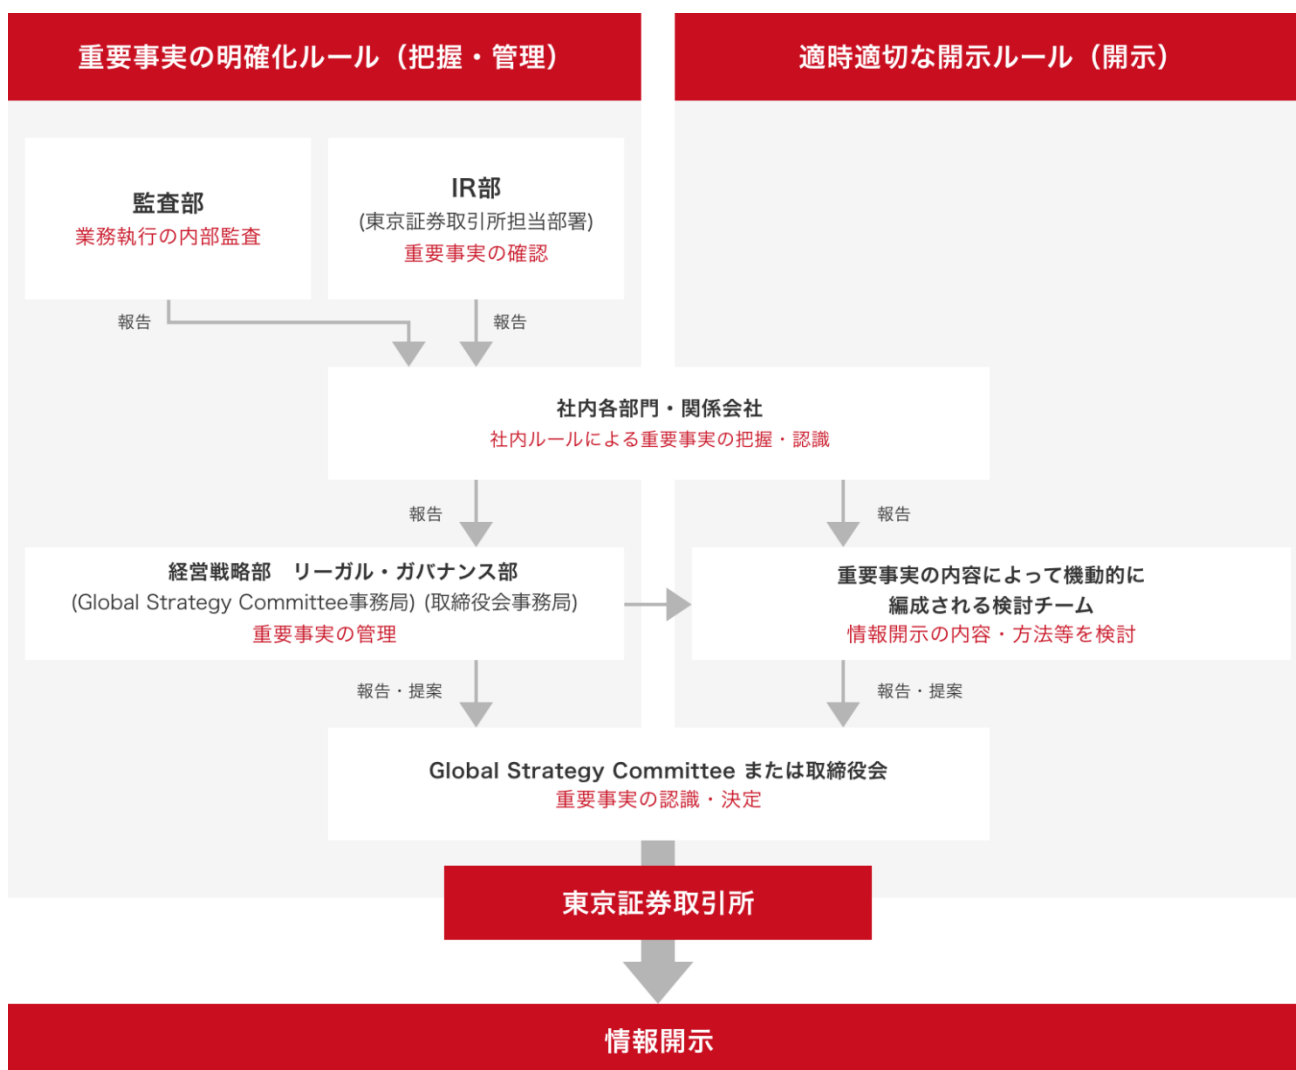 重要事実の明確化ルール（把握・管理）
適時適切な開示ルール（開示）
監査部
業務執行の内部監査
IR部
(東京証券取引所担当部署)
重要事実の確認
報告
報告
社内各部門・関係会社
社内ルールによる重要事実の把握・認識
報告
報告
経営戦略部　リーガル・ガバナンス部
(Global Strategy Committee事務局) (取締役会事務局)
重要事実の管理
重要事実の内容によって機動的に
編成される検討チーム
情報開示の内容・方法等を検討
報告・提案
報告・提案
Global Strategy Committee または取締役会
重要事実の認識・決定
東京証券取引所
情報開示